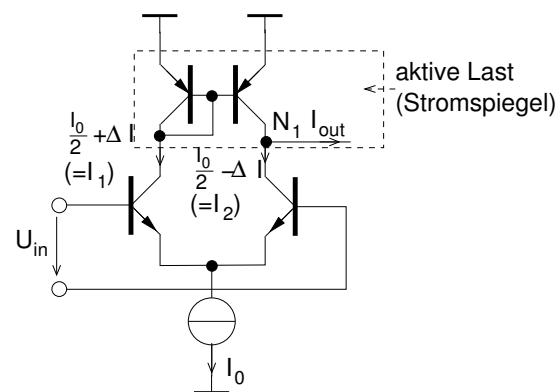 aktive Last
(Stromspiegel)
N1 Iout
I0/2 +Δ I
(=I1)
I0/2 −Δ I
(=I2)
Uin
I0